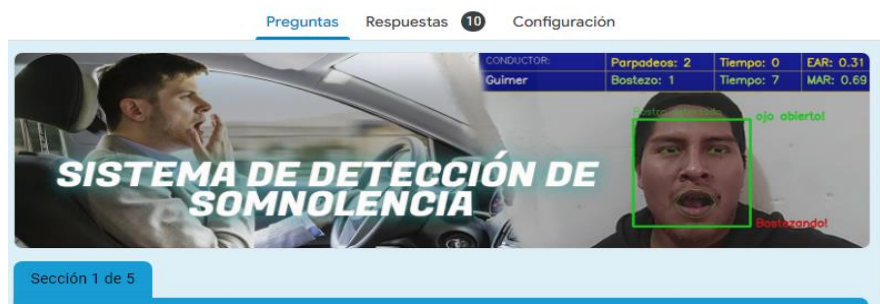 Preguntas Respuestas 10 Configuración
CONDUCTOR: Parpadeos: 2 Tiempo: 0 EAR: 0.31
Guimer Bostezo: 1 Tiempo: 7 MAR: 0.69
ojo abierto!
SISTEMA DE DETECCIÓN DE
SOMNOLENCIA
Bostezando!
Sección 1 de 5